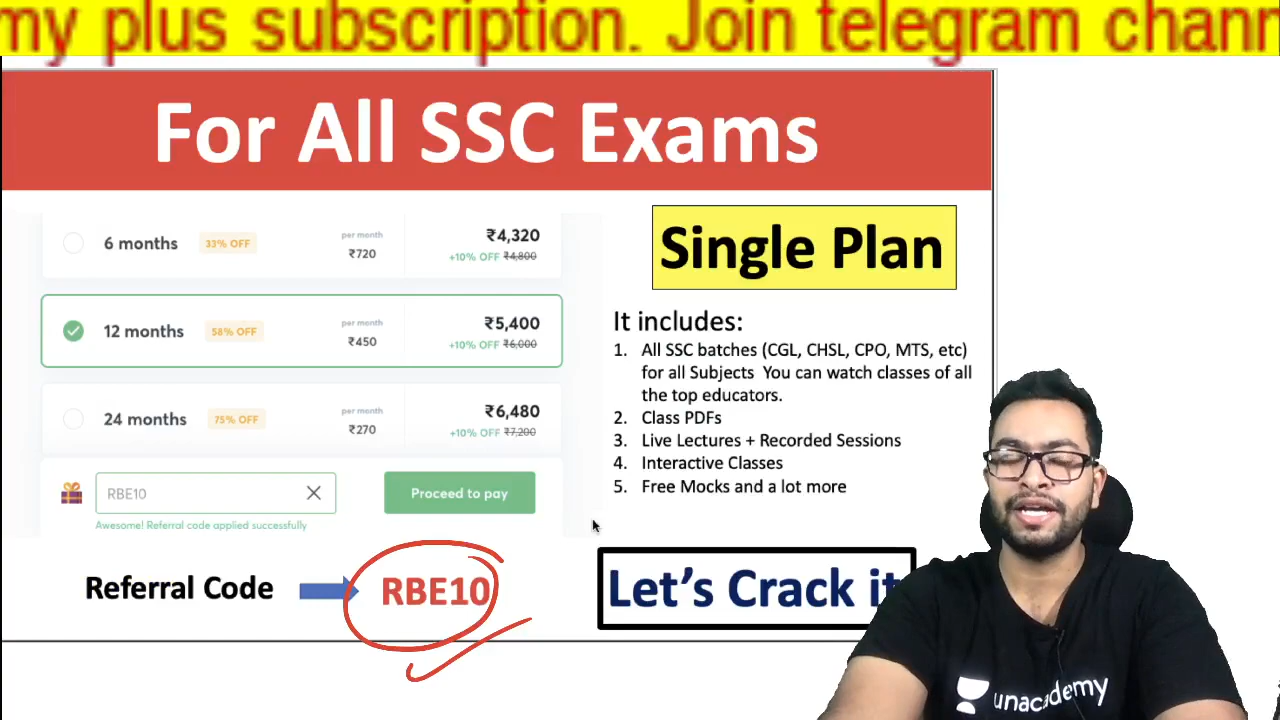 my plus subscription. Join telegram chann
For All SSC Exams
6 months 33% OFF per month ₹720 ₹4,320 +10% OFF ₹4,800
12 months 58% OFF per month ₹450 ₹5,400 +10% OFF ₹6,000
24 months 75% OFF per month ₹270 ₹6,480 +10% OFF ₹7,200
RBE10 Proceed to pay
Awesome! Referral code applied successfully
Referral Code RBE10
Single Plan
It includes:
1. All SSC batches (CGL, CHSL, CPO, MTS, etc)
for all Subjects You can watch classes of all
the top educators.
2. Class PDFs
3. Live Lectures + Recorded Sessions
4. Interactive Classes
5. Free Mocks and a lot more
Let's Crack it
unacademy